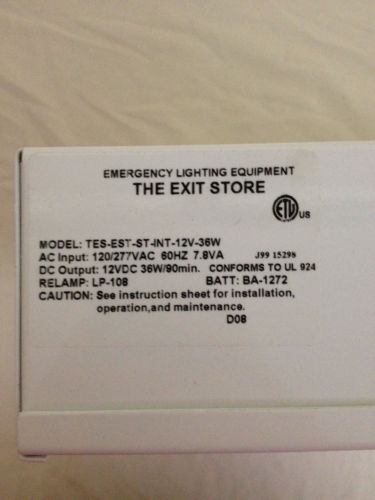 EMERGENCY LIGHTING EQUIPMENT
THE EXIT STORE
ETL US
MODEL: TES-EST-ST-INT-12V-36W
AC Input: 120/277VAC 60HZ 7.8VA J99 15298
DC Output: 12VDC 36W/90min. CONFORMS TO UL 924
RELAMP: LP-108 BATT: BA-1272
CAUTION: See instruction sheet for installation,
operation,and maintenance.
D08